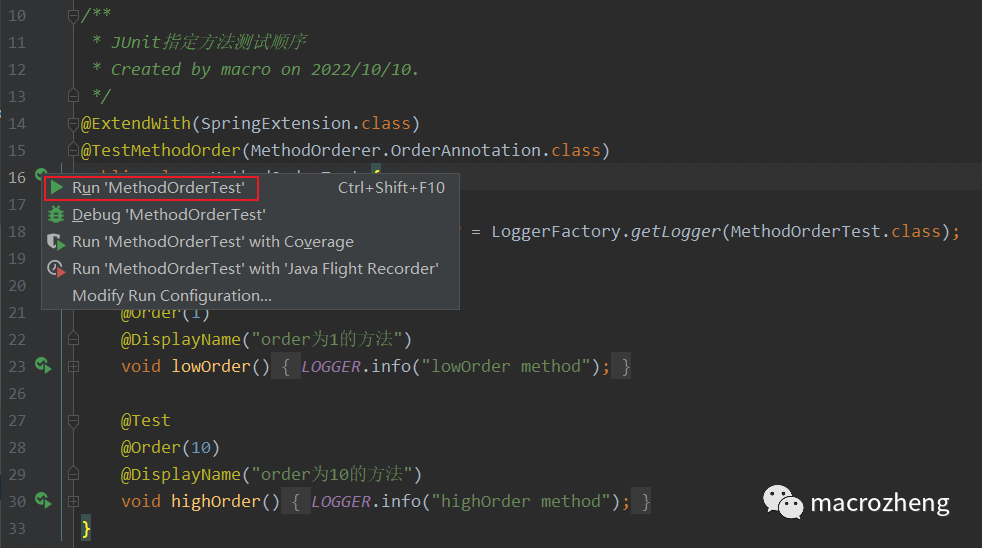 10 /**
11 * JUnit指定方法测试顺序
12 * Created by macro on 2022/10/10.
13 */
14 @ExtendWith(SpringExtension.class)
15 @TestMethodOrder(MethodOrderer.OrderAnnotation.class)
16 {
Run 'MethodOrderTest' Ctrl+Shift+F10
17
Debug 'MethodOrderTest'
18 = LoggerFactory.getLogger(MethodOrderTest.class);
Run 'MethodOrderTest' with Coverage
19
Run 'MethodOrderTest' with 'Java Flight Recorder'
20
Modify Run Configuration...
21 @Order(1)
22 @DisplayName("order为1的方法")
23 void lowOrder() { LOGGER.info("lowOrder method"); }
26
27 @Test
28 @Order(10)
29 @DisplayName("order为10的方法")
30 void highOrder() { LOGGER.info("highOrder method"); }
33 }
macrozheng